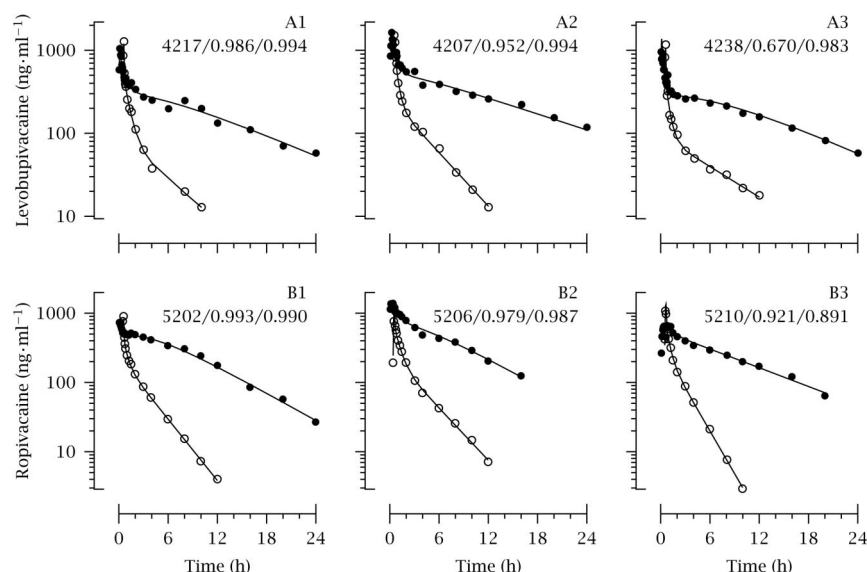 A1
4217/0.986/0.994
A2
4207/0.952/0.994
A3
4238/0.670/0.983
Levobupivacaine (ng·ml⁻¹)
1000
100
10
B1
5202/0.993/0.990
B2
5206/0.979/0.987
B3
5210/0.921/0.891
Ropivacaine (ng·ml⁻¹)
1000
100
10
0 6 12 18 24
0 6 12 18 24
0 6 12 18 24
Time (h)
Time (h)
Time (h)